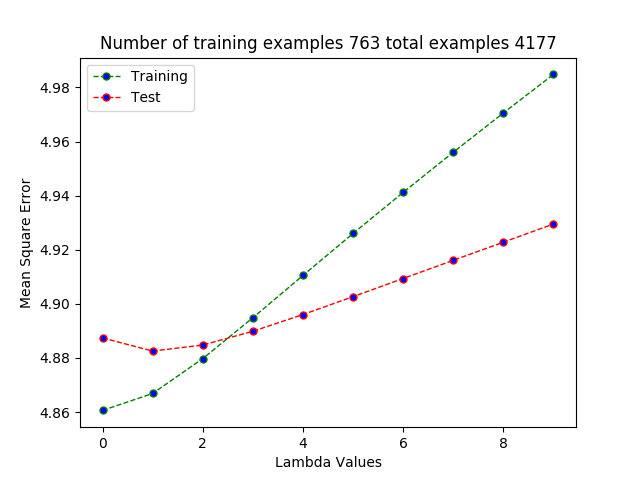 Number of training examples 763 total examples 4177
Training
Test
4.98
4.96
4.94
4.92
4.90
4.88
4.86
Mean Square Error
0 2 4 6 8
Lambda Values